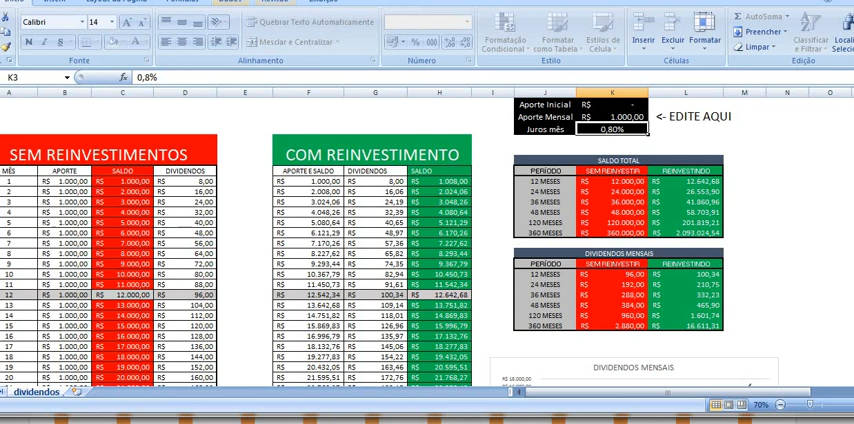 Calibri 14 A A
Quebrar Texto Automaticamente
N I S
Mesclar e Centralizar
% 000
Formatação Condicional
Formatar como Tabela
Estilos de Célula
Inserir Excluir Formatar
AutoSoma
Preencher
Limpar
Classificar e Filtrar
Fonte Alinhamento Número Estilo Células Edição
K3 fx 0,8%
A B C D E F G H I J K L M N O
Aporte Inicial R$ -
Aporte Mensal R$ 1.000,00 <- EDITE AQUI
Juros mês 0,80%
SEM REINVESTIMENTOS COM REINVESTIMENTO
MÊS APORTE SALDO DIVIDENDOS APORTE E SALDO DIVIDENDOS SALDO
1 R$ 1.000,00 R$ 1.000,00 R$ 8,00 R$ 1.000,00 R$ 8,00 R$ 1.008,00
2 R$ 1.000,00 R$ 2.000,00 R$ 16,00 R$ 2.008,00 R$ 16,06 R$ 2.024,06
3 R$ 1.000,00 R$ 3.000,00 R$ 24,00 R$ 3.024,06 R$ 24,19 R$ 3.048,26
4 R$ 1.000,00 R$ 4.000,00 R$ 32,00 R$ 4.048,26 R$ 32,39 R$ 4.080,64
5 R$ 1.000,00 R$ 5.000,00 R$ 40,00 R$ 5.080,64 R$ 40,65 R$ 5.121,29
6 R$ 1.000,00 R$ 6.000,00 R$ 48,00 R$ 6.121,29 R$ 48,97 R$ 6.170,26
7 R$ 1.000,00 R$ 7.000,00 R$ 56,00 R$ 7.170,26 R$ 57,36 R$ 7.227,62
8 R$ 1.000,00 R$ 8.000,00 R$ 64,00 R$ 8.227,62 R$ 65,82 R$ 8.293,44
9 R$ 1.000,00 R$ 9.000,00 R$ 72,00 R$ 9.293,44 R$ 74,35 R$ 9.367,79
10 R$ 1.000,00 R$ 10.000,00 R$ 80,00 R$ 10.367,79 R$ 82,94 R$ 10.450,73
11 R$ 1.000,00 R$ 11.000,00 R$ 88,00 R$ 11.450,73 R$ 91,61 R$ 11.542,34
12 R$ 1.000,00 R$ 12.000,00 R$ 96,00 R$ 12.542,34 R$ 100,34 R$ 12.642,68
13 R$ 1.000,00 R$ 13.000,00 R$ 104,00 R$ 13.642,68 R$ 109,14 R$ 13.751,82
14 R$ 1.000,00 R$ 14.000,00 R$ 112,00 R$ 14.751,82 R$ 118,01 R$ 14.869,83
15 R$ 1.000,00 R$ 15.000,00 R$ 120,00 R$ 15.869,83 R$ 126,96 R$ 15.996,79
16 R$ 1.000,00 R$ 16.000,00 R$ 128,00 R$ 16.996,79 R$ 135,97 R$ 17.132,76
17 R$ 1.000,00 R$ 17.000,00 R$ 136,00 R$ 18.132,76 R$ 145,06 R$ 18.277,83
18 R$ 1.000,00 R$ 18.000,00 R$ 144,00 R$ 19.277,83 R$ 154,22 R$ 19.432,05
19 R$ 1.000,00 R$ 19.000,00 R$ 152,00 R$ 20.432,05 R$ 163,46 R$ 20.595,51
20 R$ 1.000,00 R$ 20.000,00 R$ 160,00 R$ 21.595,51 R$ 172,76 R$ 21.768,27
SALDO TOTAL
PERÍODO SEM REINVESTIR REINVESTINDO
12 MESES R$ 12.000,00 R$ 12.642,68
24 MESES R$ 24.000,00 R$ 26.553,90
36 MESES R$ 36.000,00 R$ 41.860,96
48 MESES R$ 48.000,00 R$ 58.703,91
120 MESES R$ 120.000,00 R$ 201.819,21
360 MESES R$ 360.000,00 R$ 2.093.024,54
DIVIDENDOS MENSAIS
PERÍODO SEM REINVESTIR REINVESTINDO
12 MESES R$ 96,00 R$ 100,34
24 MESES R$ 192,00 R$ 210,75
36 MESES R$ 288,00 R$ 332,23
48 MESES R$ 384,00 R$ 465,90
120 MESES R$ 960,00 R$ 1.601,74
360 MESES R$ 2.880,00 R$ 16.611,31
DIVIDENDOS MENSAIS
R$ 18.000,00
dividendos
70%